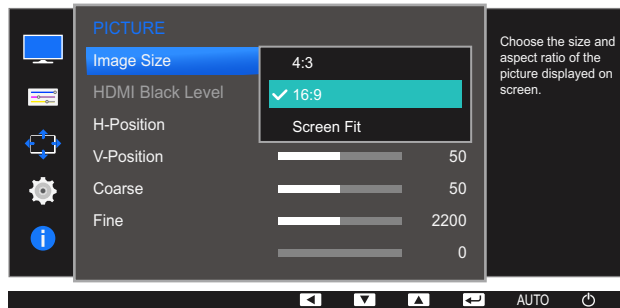 PICTURE
Image Size
4:3
HDMI Black Level
16:9
H-Position
Screen Fit
V-Position
50
Coarse
50
Fine
2200
0
Choose the size and
aspect ratio of the
picture displayed on
screen.
AUTO